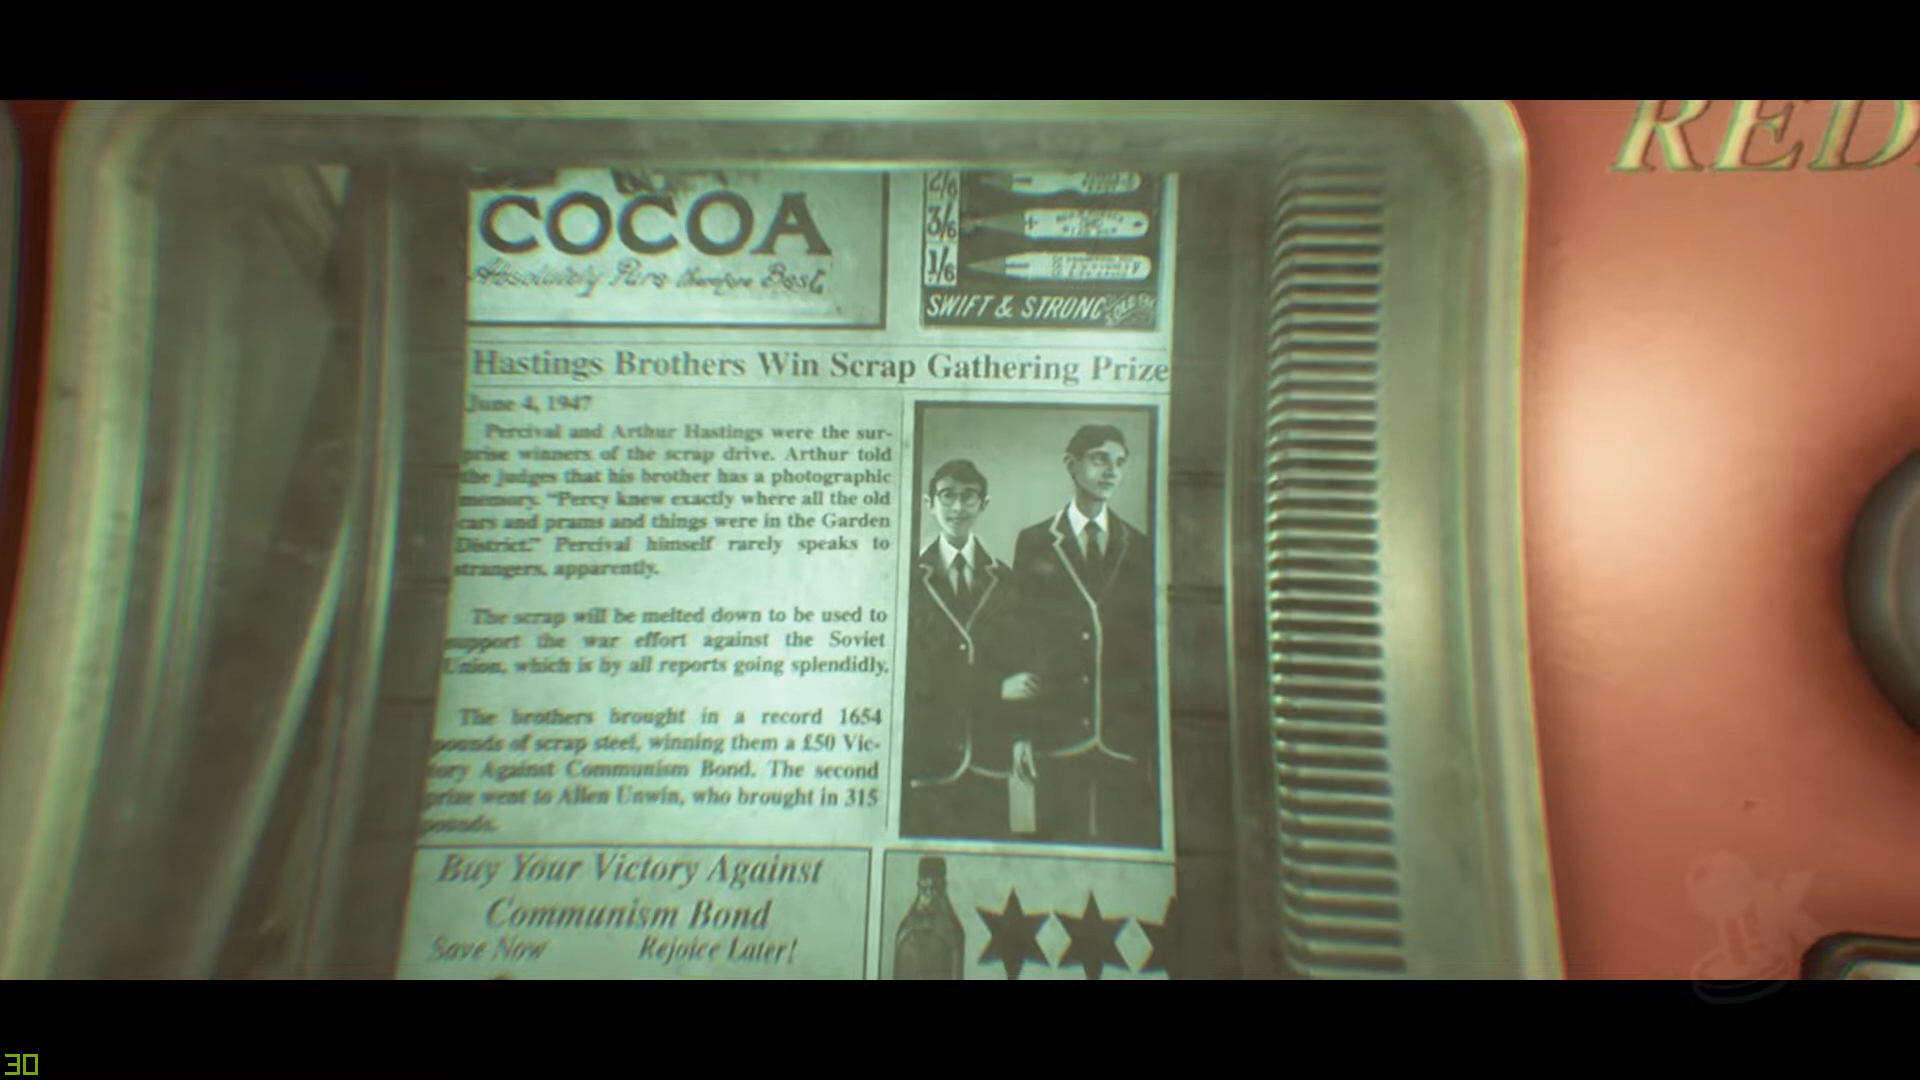 RED
COCOA
Absolutely Pure therefore Best
2/6
3/6
1/6
SWIFT & STRONG
Hastings Brothers Win Scrap Gathering Prize
June 4, 1947
Percival and Arthur Hastings were the sur-
prise winners of the scrap drive. Arthur told
the judges that his brother has a photographic
memory. “Percy knew exactly where all the old
cars and prams and things were in the Garden
District.” Percival himself rarely speaks to
strangers, apparently.
The scrap will be melted down to be used to
support the war effort against the Soviet
Union, which is by all reports going splendidly.
The brothers brought in a record 1654
pounds of scrap steel, winning them a £50 Vic-
tory Against Communism Bond. The second
prize went to Allen Unwin, who brought in 315
pounds.
Buy Your Victory Against
Communism Bond
Save Now Rejoice Later!
30